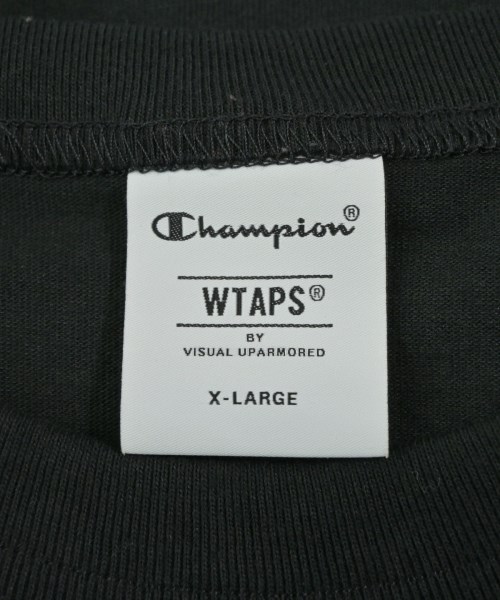 Champion®
WTAPS®
BY
VISUAL UPARMORED
X-LARGE